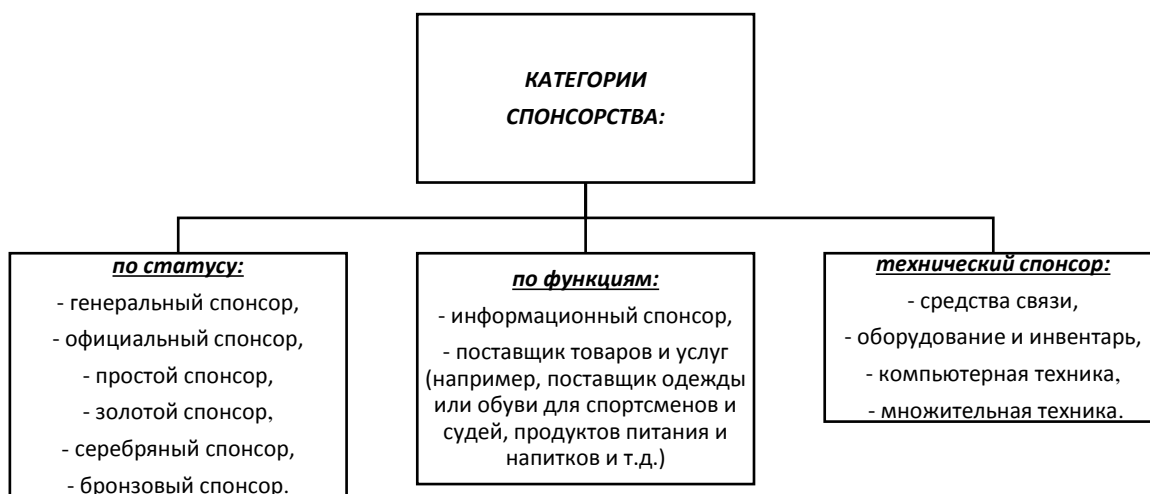 КАТЕГОРИИ
СПОНСОРСТВА:
по статусу:
- генеральный спонсор,
- официальный спонсор,
- простой спонсор,
- золотой спонсор,
- серебряный спонсор,
- бронзовый спонсор.
по функциям:
- информационный спонсор,
- поставщик товаров и услуг
(например, поставщик одежды
или обуви для спортсменов и
судей, продуктов питания и
напитков и т.д.)
технический спонсор:
- средства связи,
- оборудование и инвентарь,
- компьютерная техника,
- множительная техника.